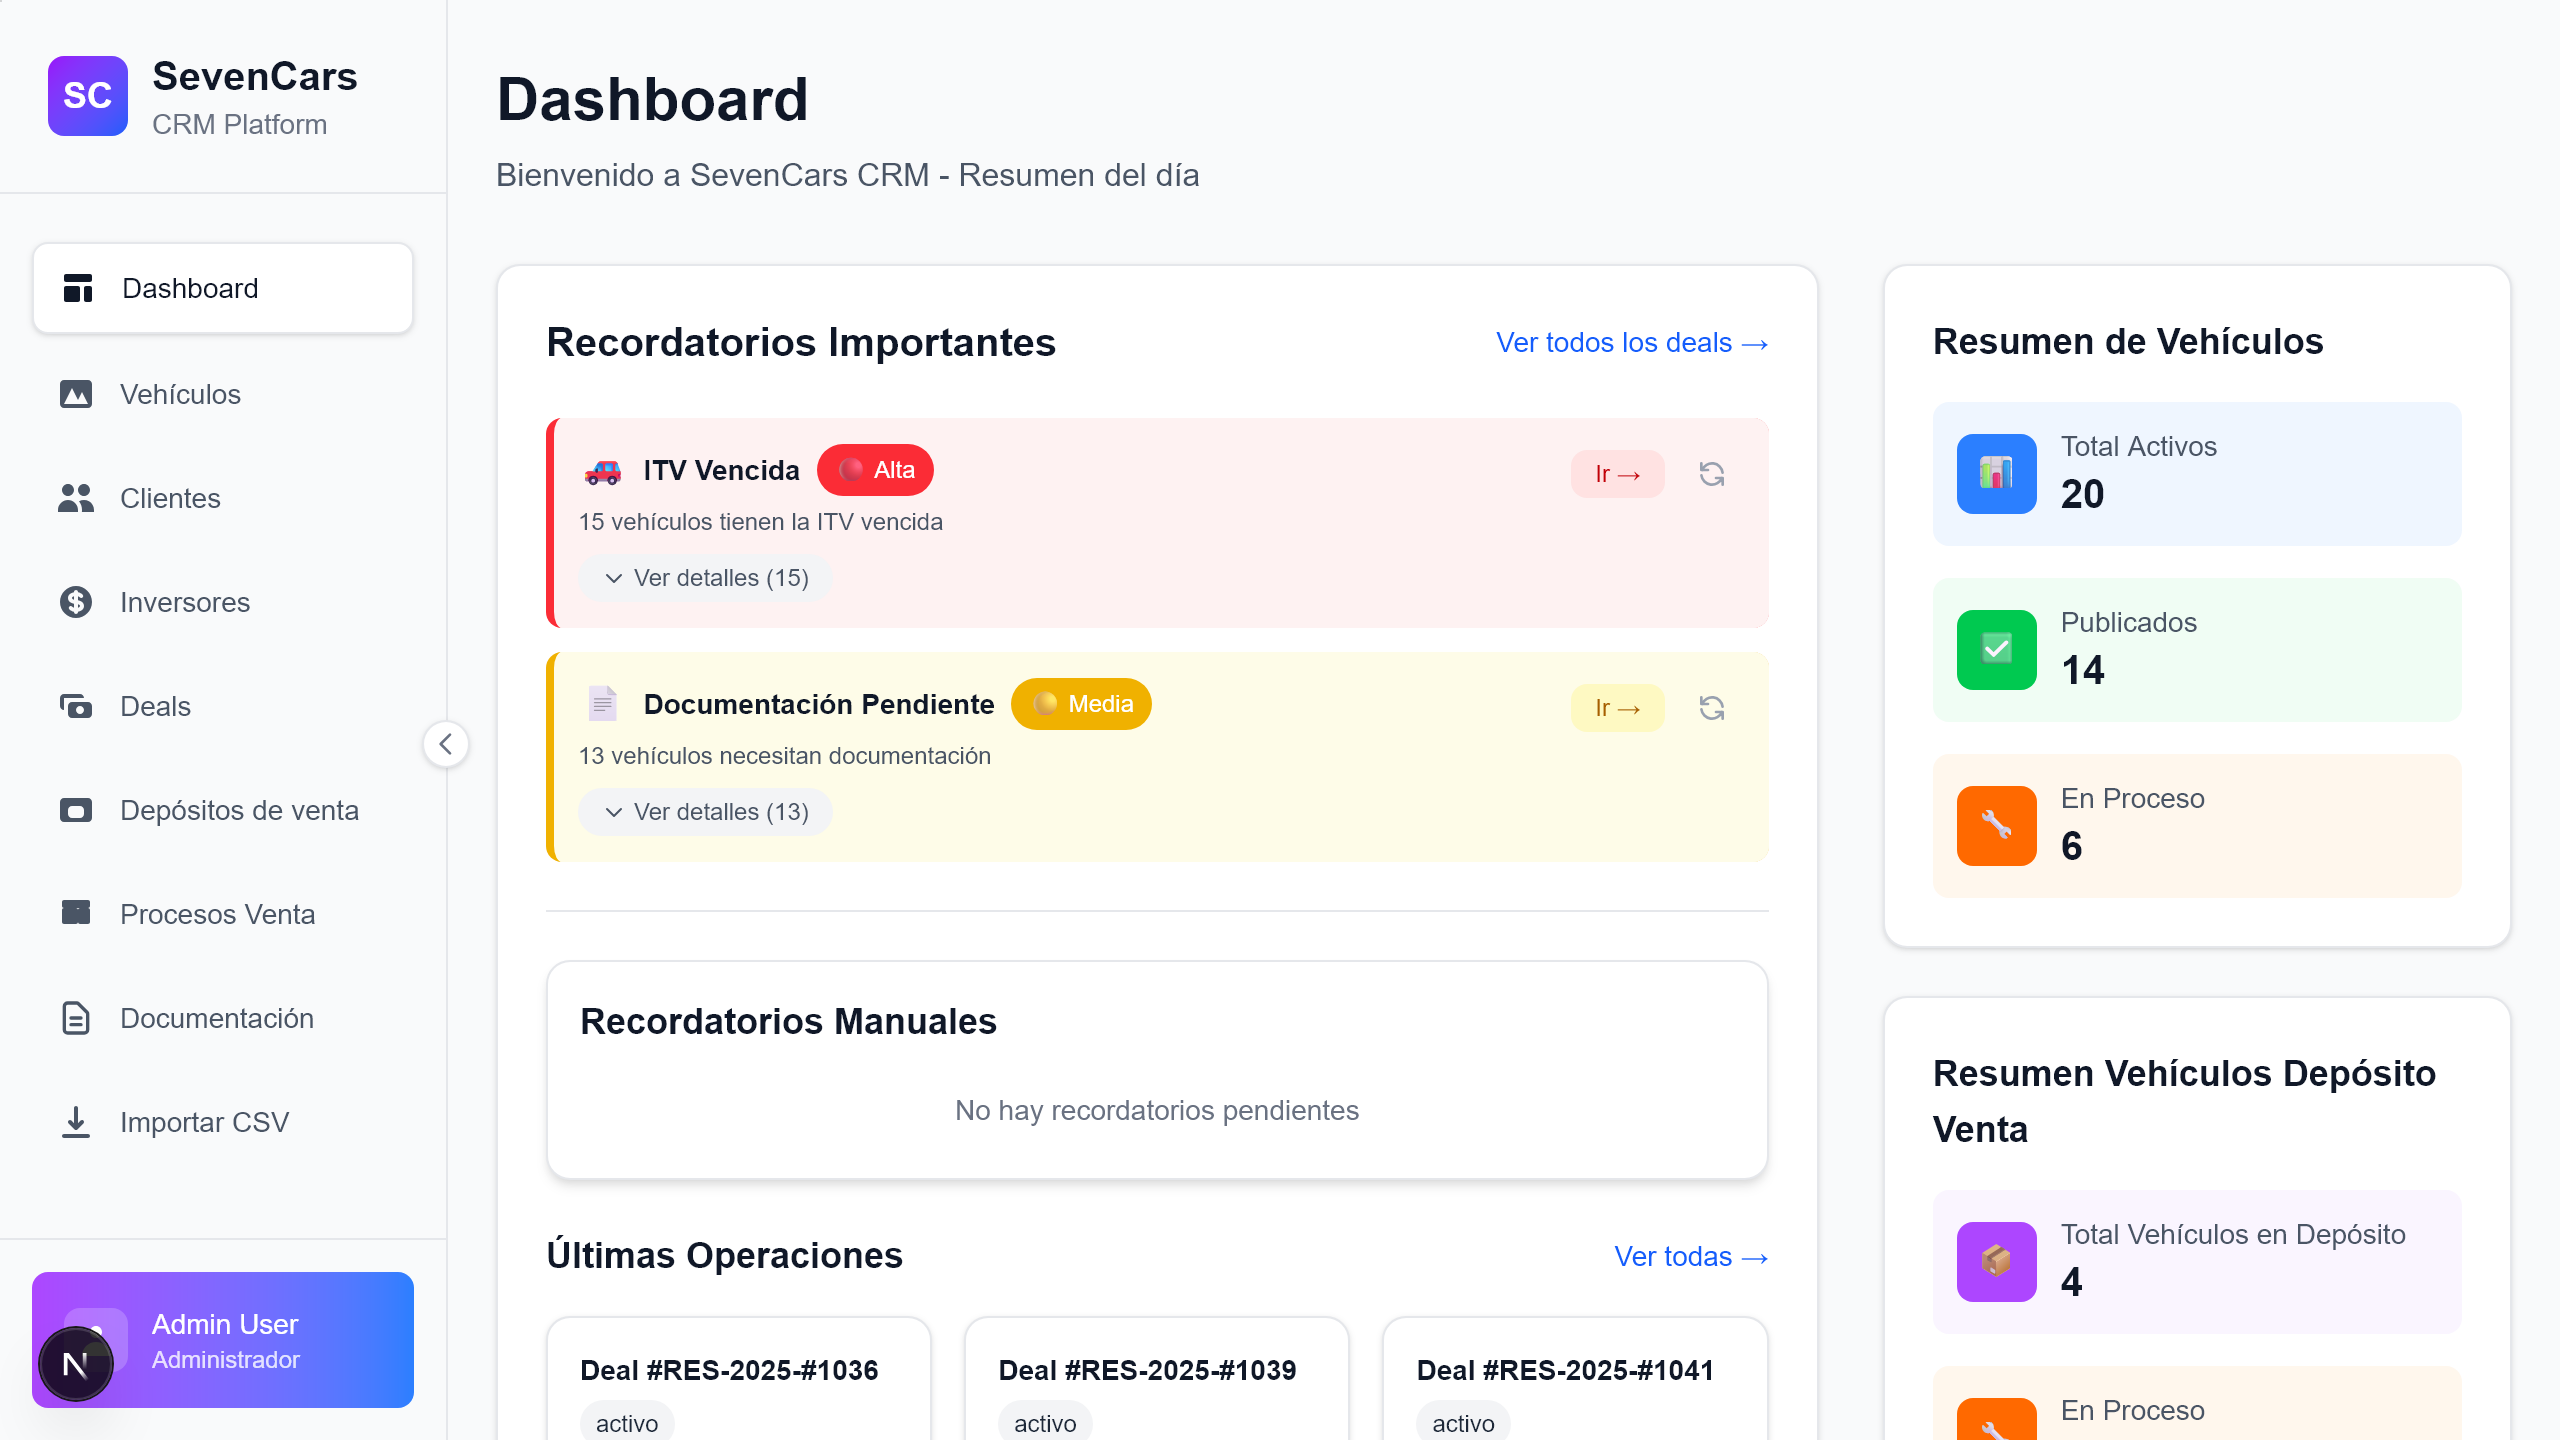 SC
SevenCars
CRM Platform
Dashboard
Vehículos
Clientes
Inversores
Deals
Depósitos de venta
Procesos Venta
Documentación
Importar CSV
Admin User
Administrador
N
Dashboard
Bienvenido a SevenCars CRM - Resumen del día
Recordatorios Importantes
Ver todos los deals →
ITV Vencida
Alta
Ir →
15 vehículos tienen la ITV vencida
Ver detalles (15)
Documentación Pendiente
Media
Ir →
13 vehículos necesitan documentación
Ver detalles (13)
Recordatorios Manuales
No hay recordatorios pendientes
Últimas Operaciones
Ver todas →
Deal #RES-2025-#1036
activo
Deal #RES-2025-#1039
activo
Deal #RES-2025-#1041
activo
Resumen de Vehículos
Total Activos
20
Publicados
14
En Proceso
6
Resumen Vehículos Depósito
Venta
Total Vehículos en Depósito
4
En Proceso